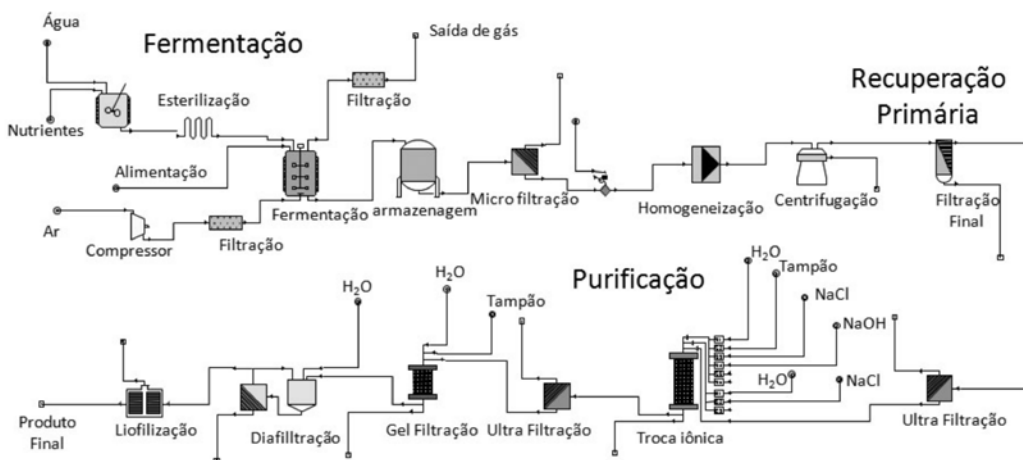 Água
Fermentação
Saída de gás
Esterilização
Filtração
Nutrientes
Recuperação
Primária
Alimentação
Fermentação
armazenagem
Micro filtração
Homogeneização
Centrifugação
Filtração
Final
Ar
Compressor
Filtração
Purificação
H₂O
Tampão
H₂O
H₂O
Tampão
NaCl
NaOH
H₂O
NaCl
Produto
Final
Liofilização
Diafilltração
Gel Filtração
Ultra Filtração
Troca iônica
Ultra Filtração